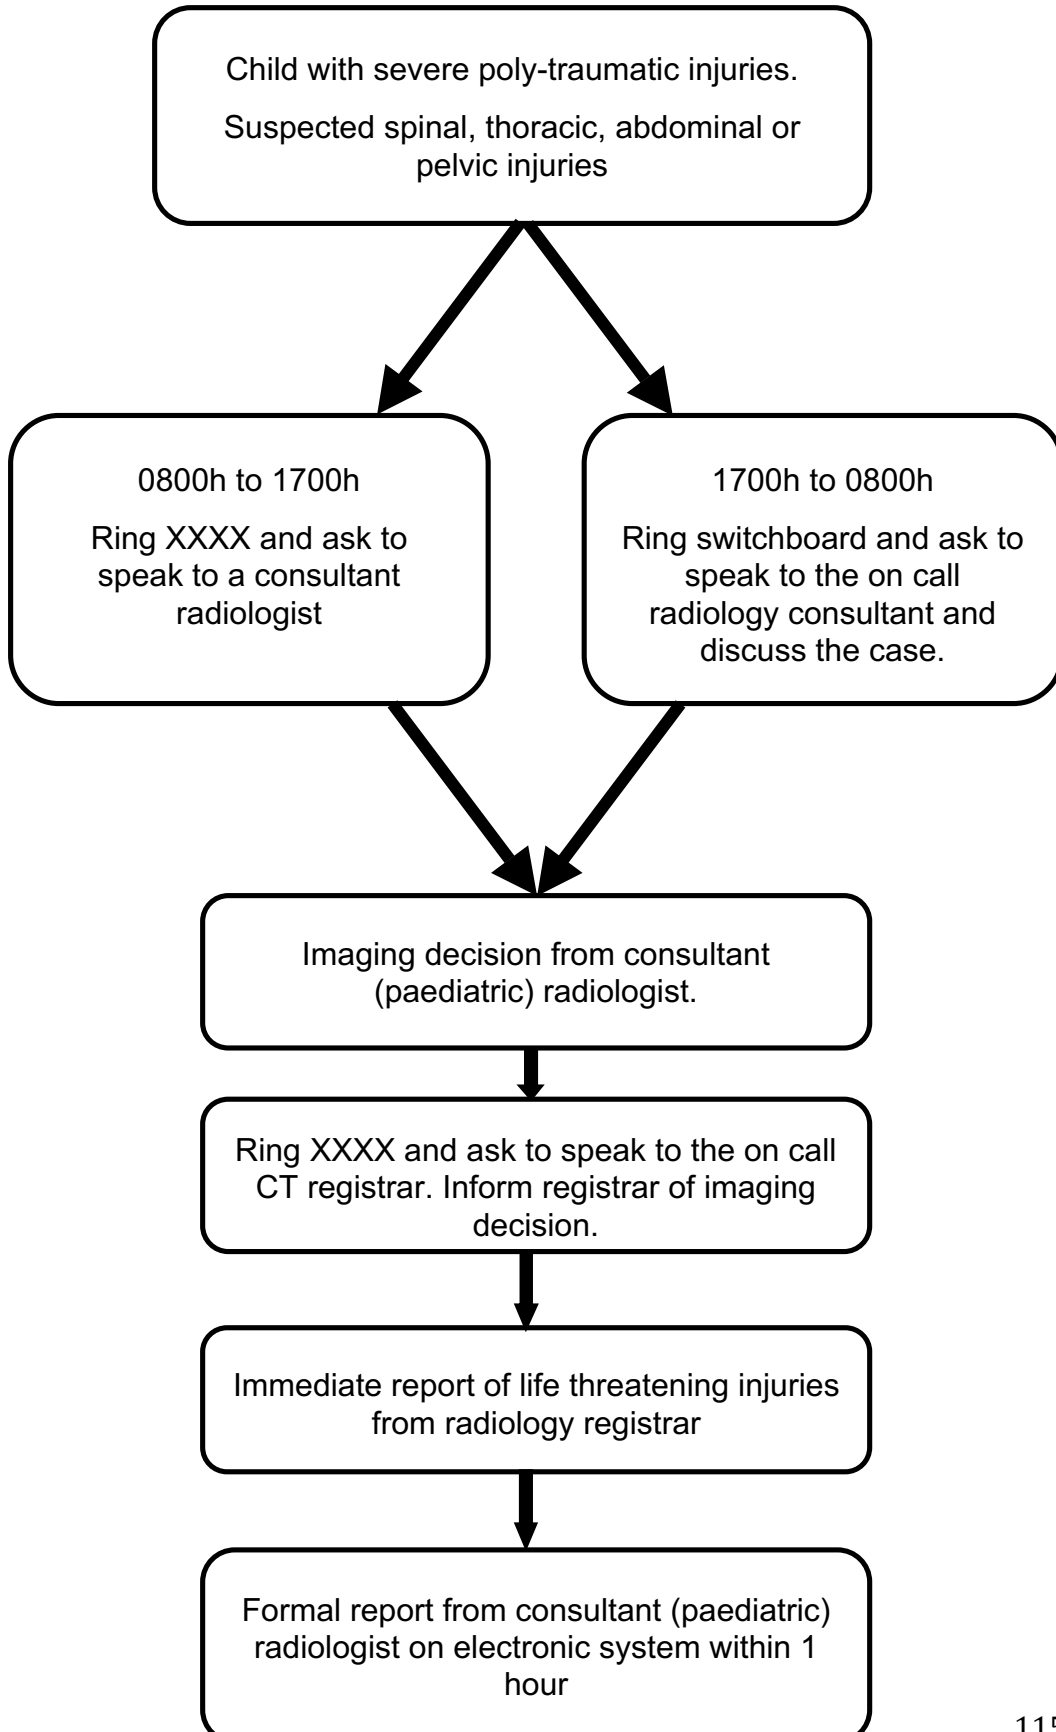 Child with severe poly-traumatic injuries.
Suspected spinal, thoracic, abdominal or
pelvic injuries
0800h to 1700h
Ring XXXX and ask to
speak to a consultant
radiologist
1700h to 0800h
Ring switchboard and ask to
speak to the on call
radiology consultant and
discuss the case.
Imaging decision from consultant
(paediatric) radiologist.
Ring XXXX and ask to speak to the on call
CT registrar. Inform registrar of imaging
decision.
Immediate report of life threatening injuries
from radiology registrar
Formal report from consultant (paediatric)
radiologist on electronic system within 1
hour
115